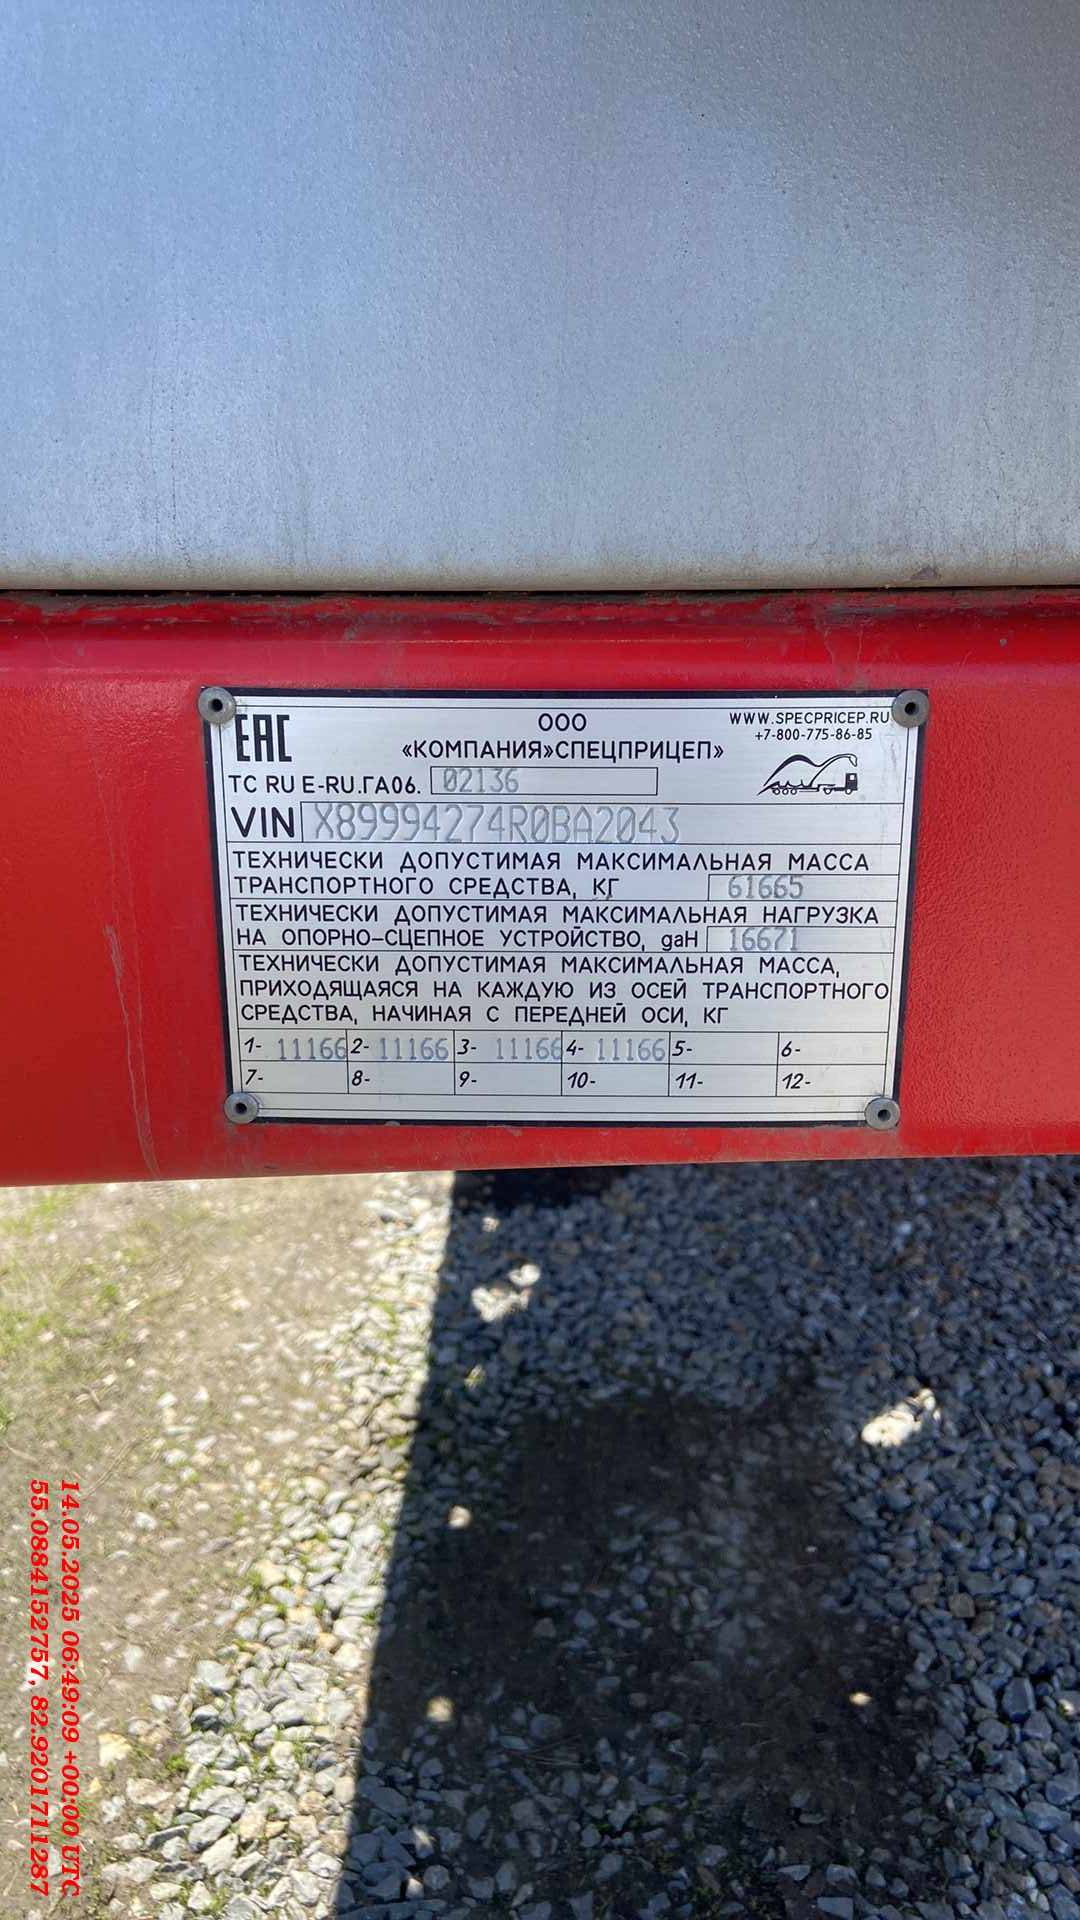 EAC
ООО
«КОМПАНИЯ»СПЕЦПРИЦЕП»
WWW.SPECPRICEP.RU
+7-800-775-86-85
ТС RU Е-RU.ГА06. 02136
VIN X89994274R0BA2043
ТЕХНИЧЕСКИ ДОПУСТИМАЯ МАКСИМАЛЬНАЯ МАССА
ТРАНСПОРТНОГО СРЕДСТВА, КГ 61665
ТЕХНИЧЕСКИ ДОПУСТИМАЯ МАКСИМАЛЬНАЯ НАГРУЗКА
НА ОПОРНО-СЦЕПНОЕ УСТРОЙСТВО, даН 16671
ТЕХНИЧЕСКИ ДОПУСТИМАЯ МАКСИМАЛЬНАЯ МАССА,
ПРИХОДЯЩАЯСЯ НА КАЖДУЮ ИЗ ОСЕЙ ТРАНСПОРТНОГО
СРЕДСТВА, НАЧИНАЯ С ПЕРЕДНЕЙ ОСИ, КГ
1- 11166 2- 11166 3- 11166 4- 11166 5- 6-
7- 8- 9- 10- 11- 12-
14.05.2025 06:49:09 +00:00 UTC
55.0884152757, 82.9201711287